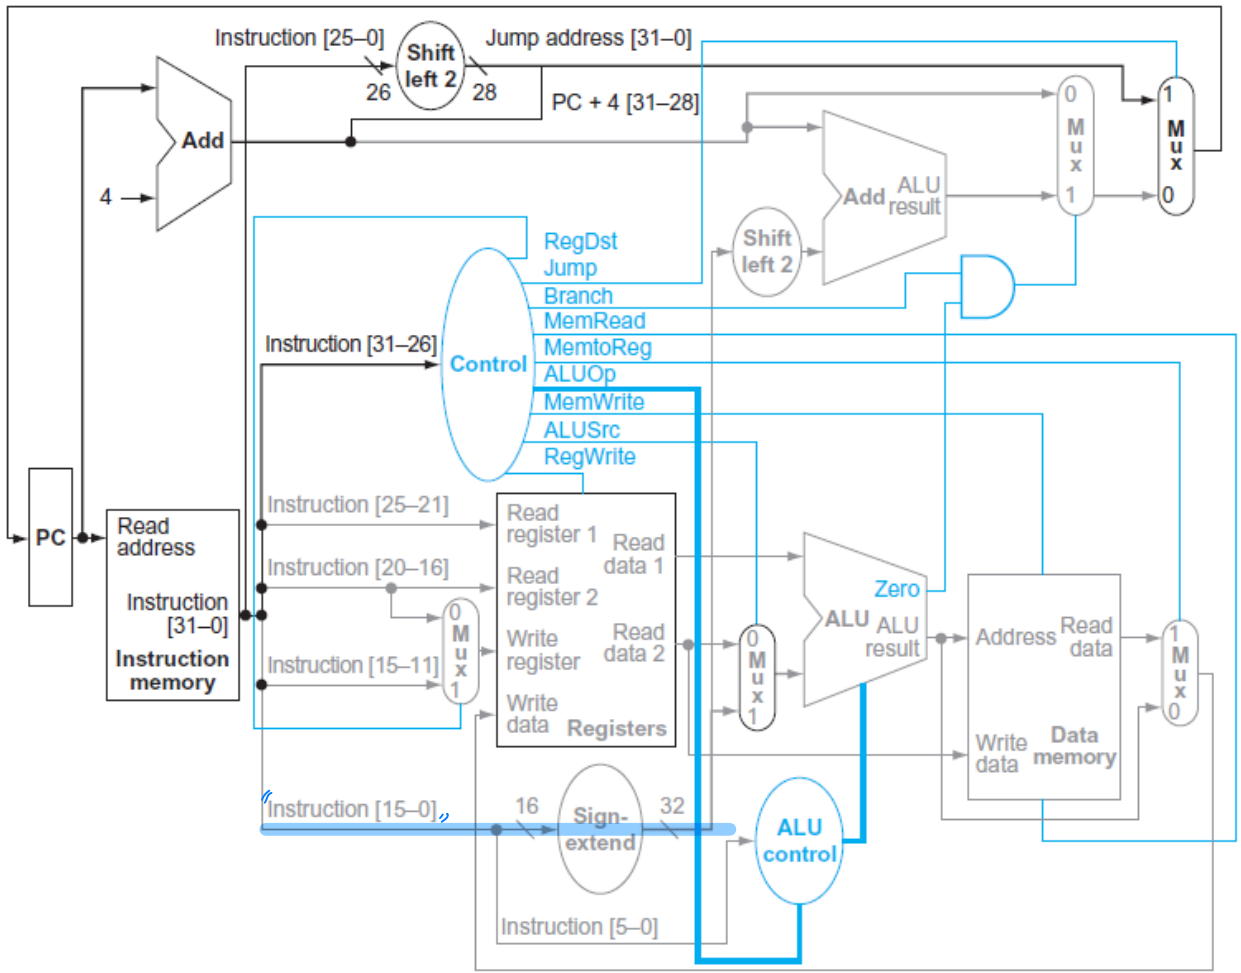 Instruction [25–0]
Shift
left 2
Jump address [31–0]
26
28
PC + 4 [31–28]
Add
4
0
M
u
x
1
1
M
u
x
0
Add
ALU
result
Shift
left 2
RegDst
Jump
Branch
MemRead
MemtoReg
ALUOp
MemWrite
ALUSrc
RegWrite
Instruction [31–26]
Control
PC
Read
address
Instruction
[31–0]
Instruction
memory
Instruction [25–21]
Instruction [20–16]
Instruction [15–11]
0
M
u
x
1
Read
register 1
Read
register 2
Write
register
Write
data
Read
data 1
Read
data 2
Registers
0
M
u
x
1
Zero
ALU
ALU
result
Address
Read
data
Write
data
Data
memory
1
M
u
x
0
Instruction [15–0]
16
Sign-
extend
32
ALU
control
Instruction [5–0]